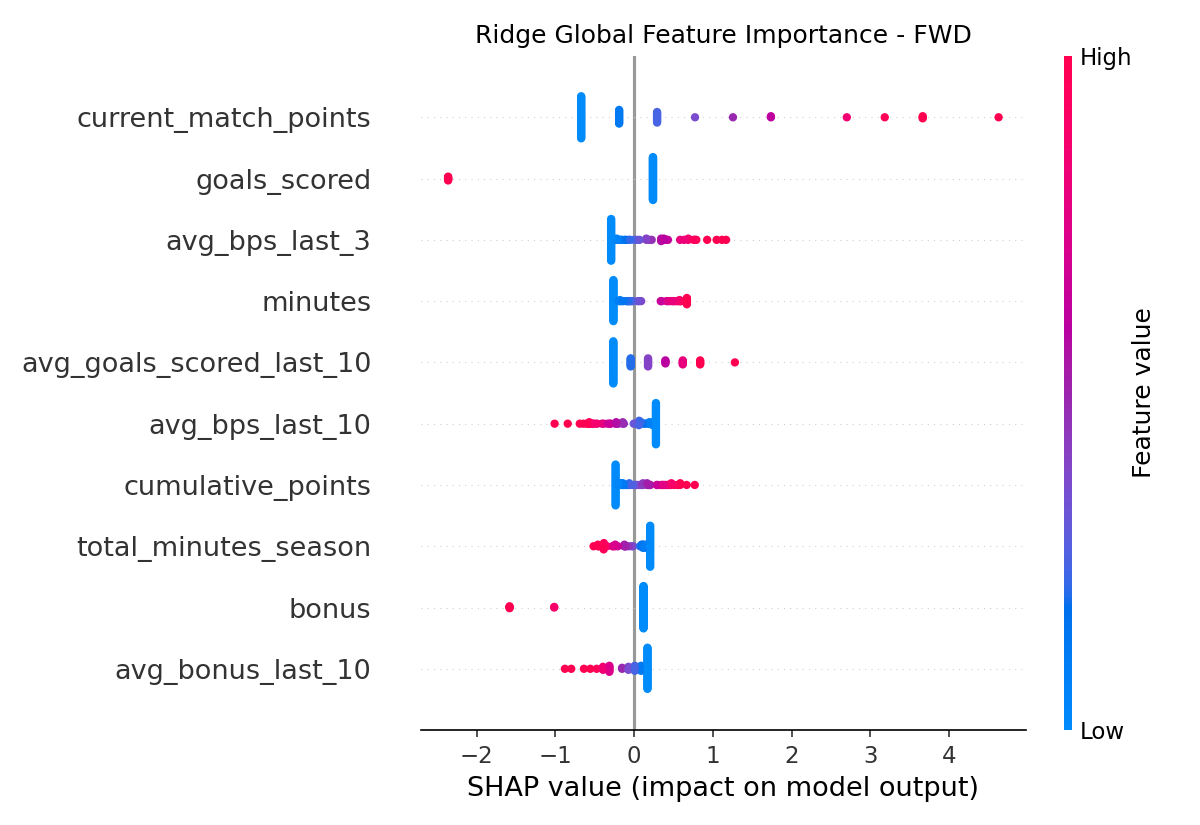 Ridge Global Feature Importance - FWD
High
current_match_points
goals_scored
avg_bps_last_3
minutes
avg_goals_scored_last_10
avg_bps_last_10
cumulative_points
total_minutes_season
bonus
avg_bonus_last_10
Feature value
Low
−2 −1 0 1 2 3 4
SHAP value (impact on model output)